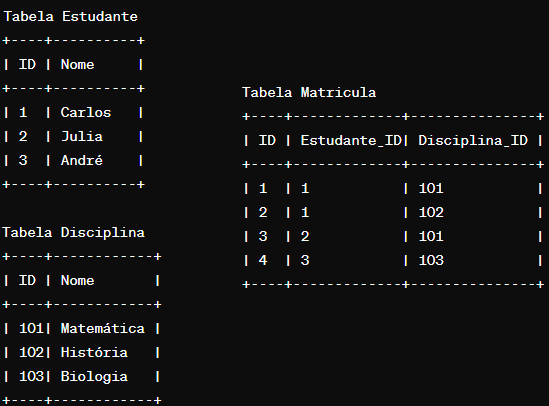 Tabela Estudante
+----+----------+
| ID | Nome     |
+----+----------+
| 1  | Carlos   |
| 2  | Julia    |
| 3  | André    |
+----+----------+
Tabela Disciplina
+----+------------+
| ID | Nome       |
+----+------------+
| 101| Matemática |
| 102| História   |
| 103| Biologia   |
+----+------------+
Tabela Matricula
+----+-------------+---------------+
| ID | Estudante_ID| Disciplina_ID |
+----+-------------+---------------+
| 1  | 1           | 101           |
| 2  | 1           | 102           |
| 3  | 2           | 101           |
| 4  | 3           | 103           |
+----+-------------+---------------+